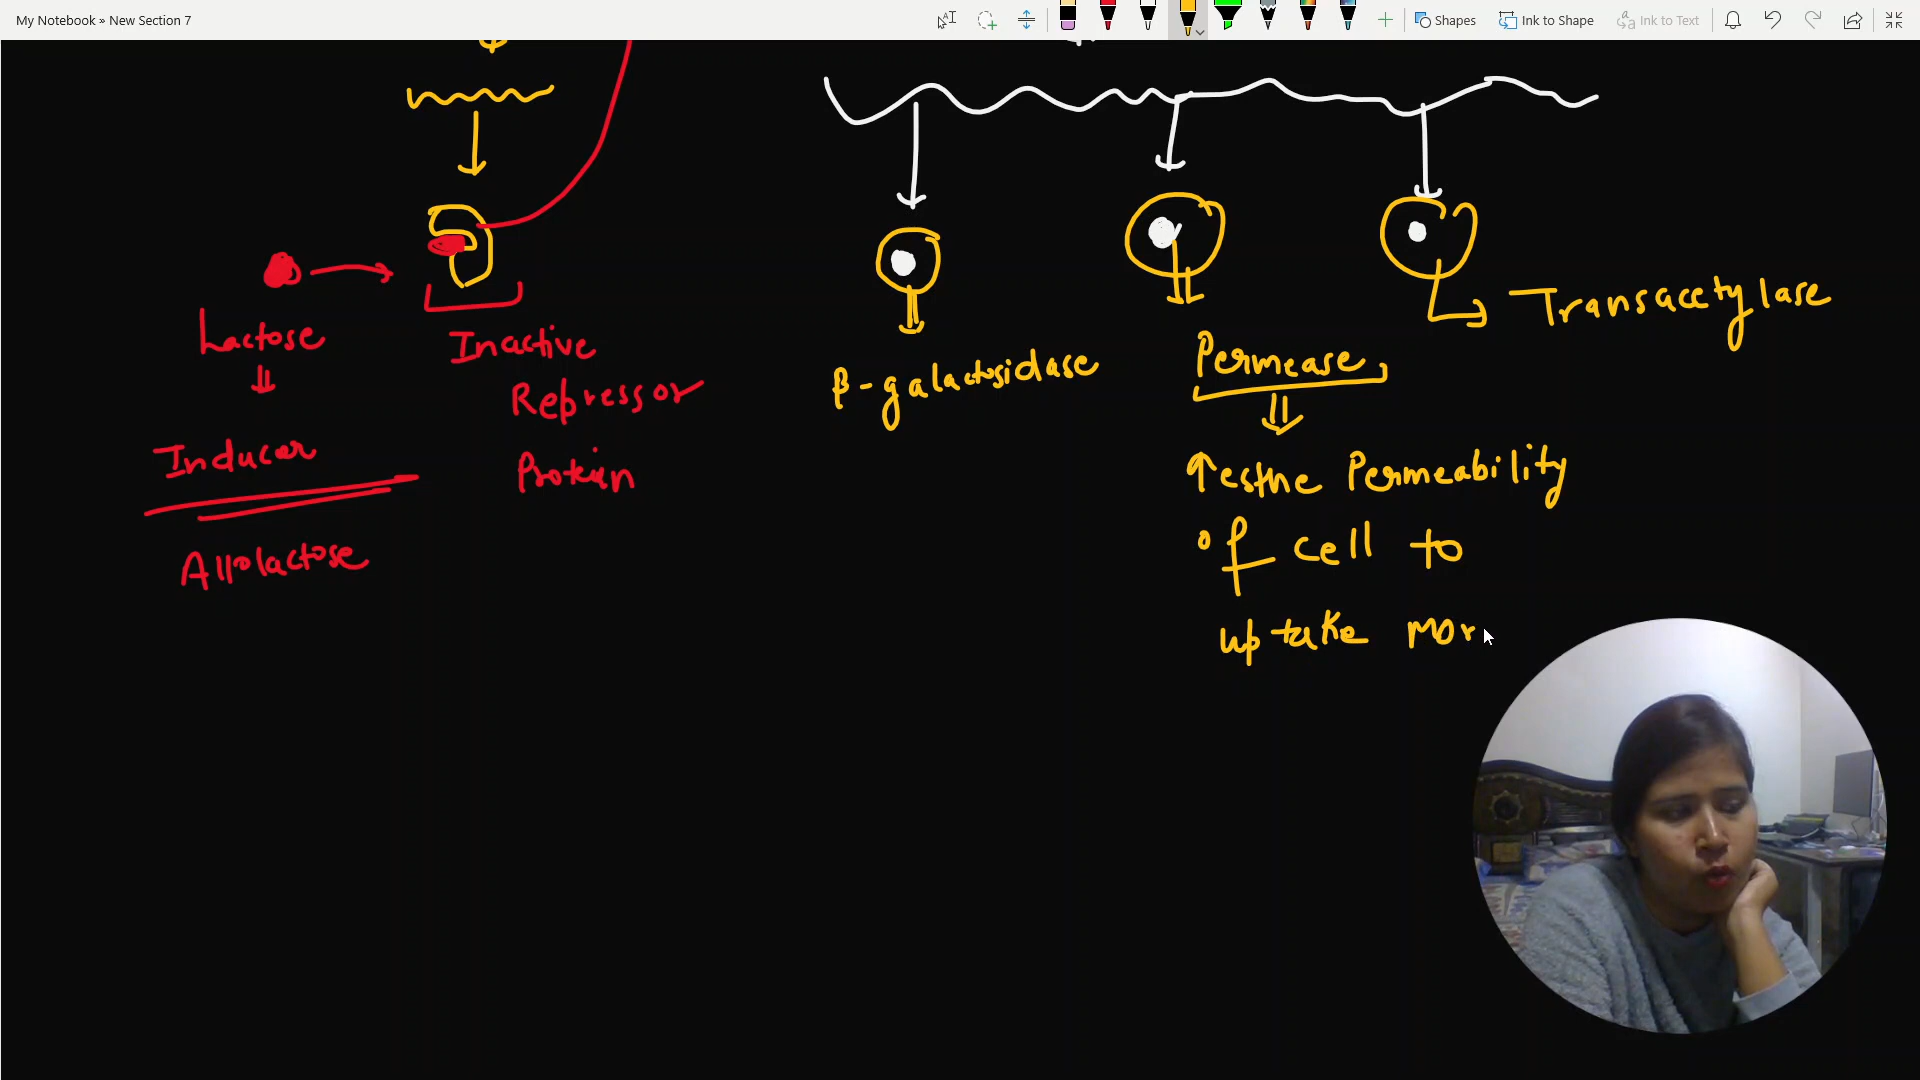 My Notebook » New Section 7
Shapes
Ink to Shape
Ink to Text
Transacetylase
Lactose
Inactive
Repressor
Protein
Inducer
Allolactose
β-galactosidase
Permease
↑es the Permeability
of cell to
uptake mor